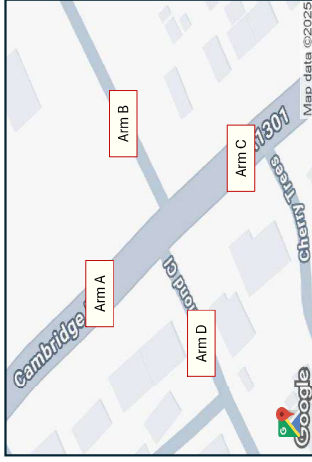 Arm B
Cambridge
Arm A
Arm C
1301
Arm D
Cherry Trees
Google
Map data ©2025